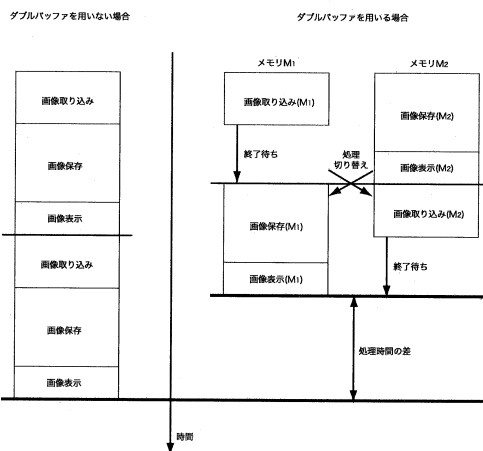 ダブルバッファを用いない場合
ダブルバッファを用いる場合
画像取り込み
画像保存
画像表示
画像取り込み
画像保存
画像表示
時間
メモリM1
メモリM2
画像取り込み(M1)
画像保存(M2)
終了待ち
処理
切り替え
画像表示(M2)
画像保存(M1)
画像取り込み(M2)
画像表示(M1)
終了待ち
処理時間の差